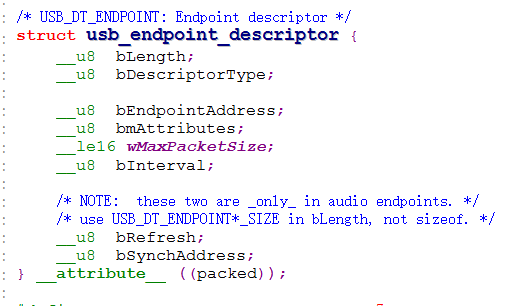 /* USB_DT_ENDPOINT: Endpoint descriptor */
struct usb_endpoint_descriptor {
    __u8  bLength;
    __u8  bDescriptorType;

    __u8  bEndpointAddress;
    __u8  bmAttributes;
    __le16 wMaxPacketSize;
    __u8  bInterval;

    /* NOTE:  these two are _only_ in audio endpoints. */
    /* use USB_DT_ENDPOINT*_SIZE in bLength, not sizeof. */
    __u8  bRefresh;
    __u8  bSynchAddress;
} __attribute__ ((packed));